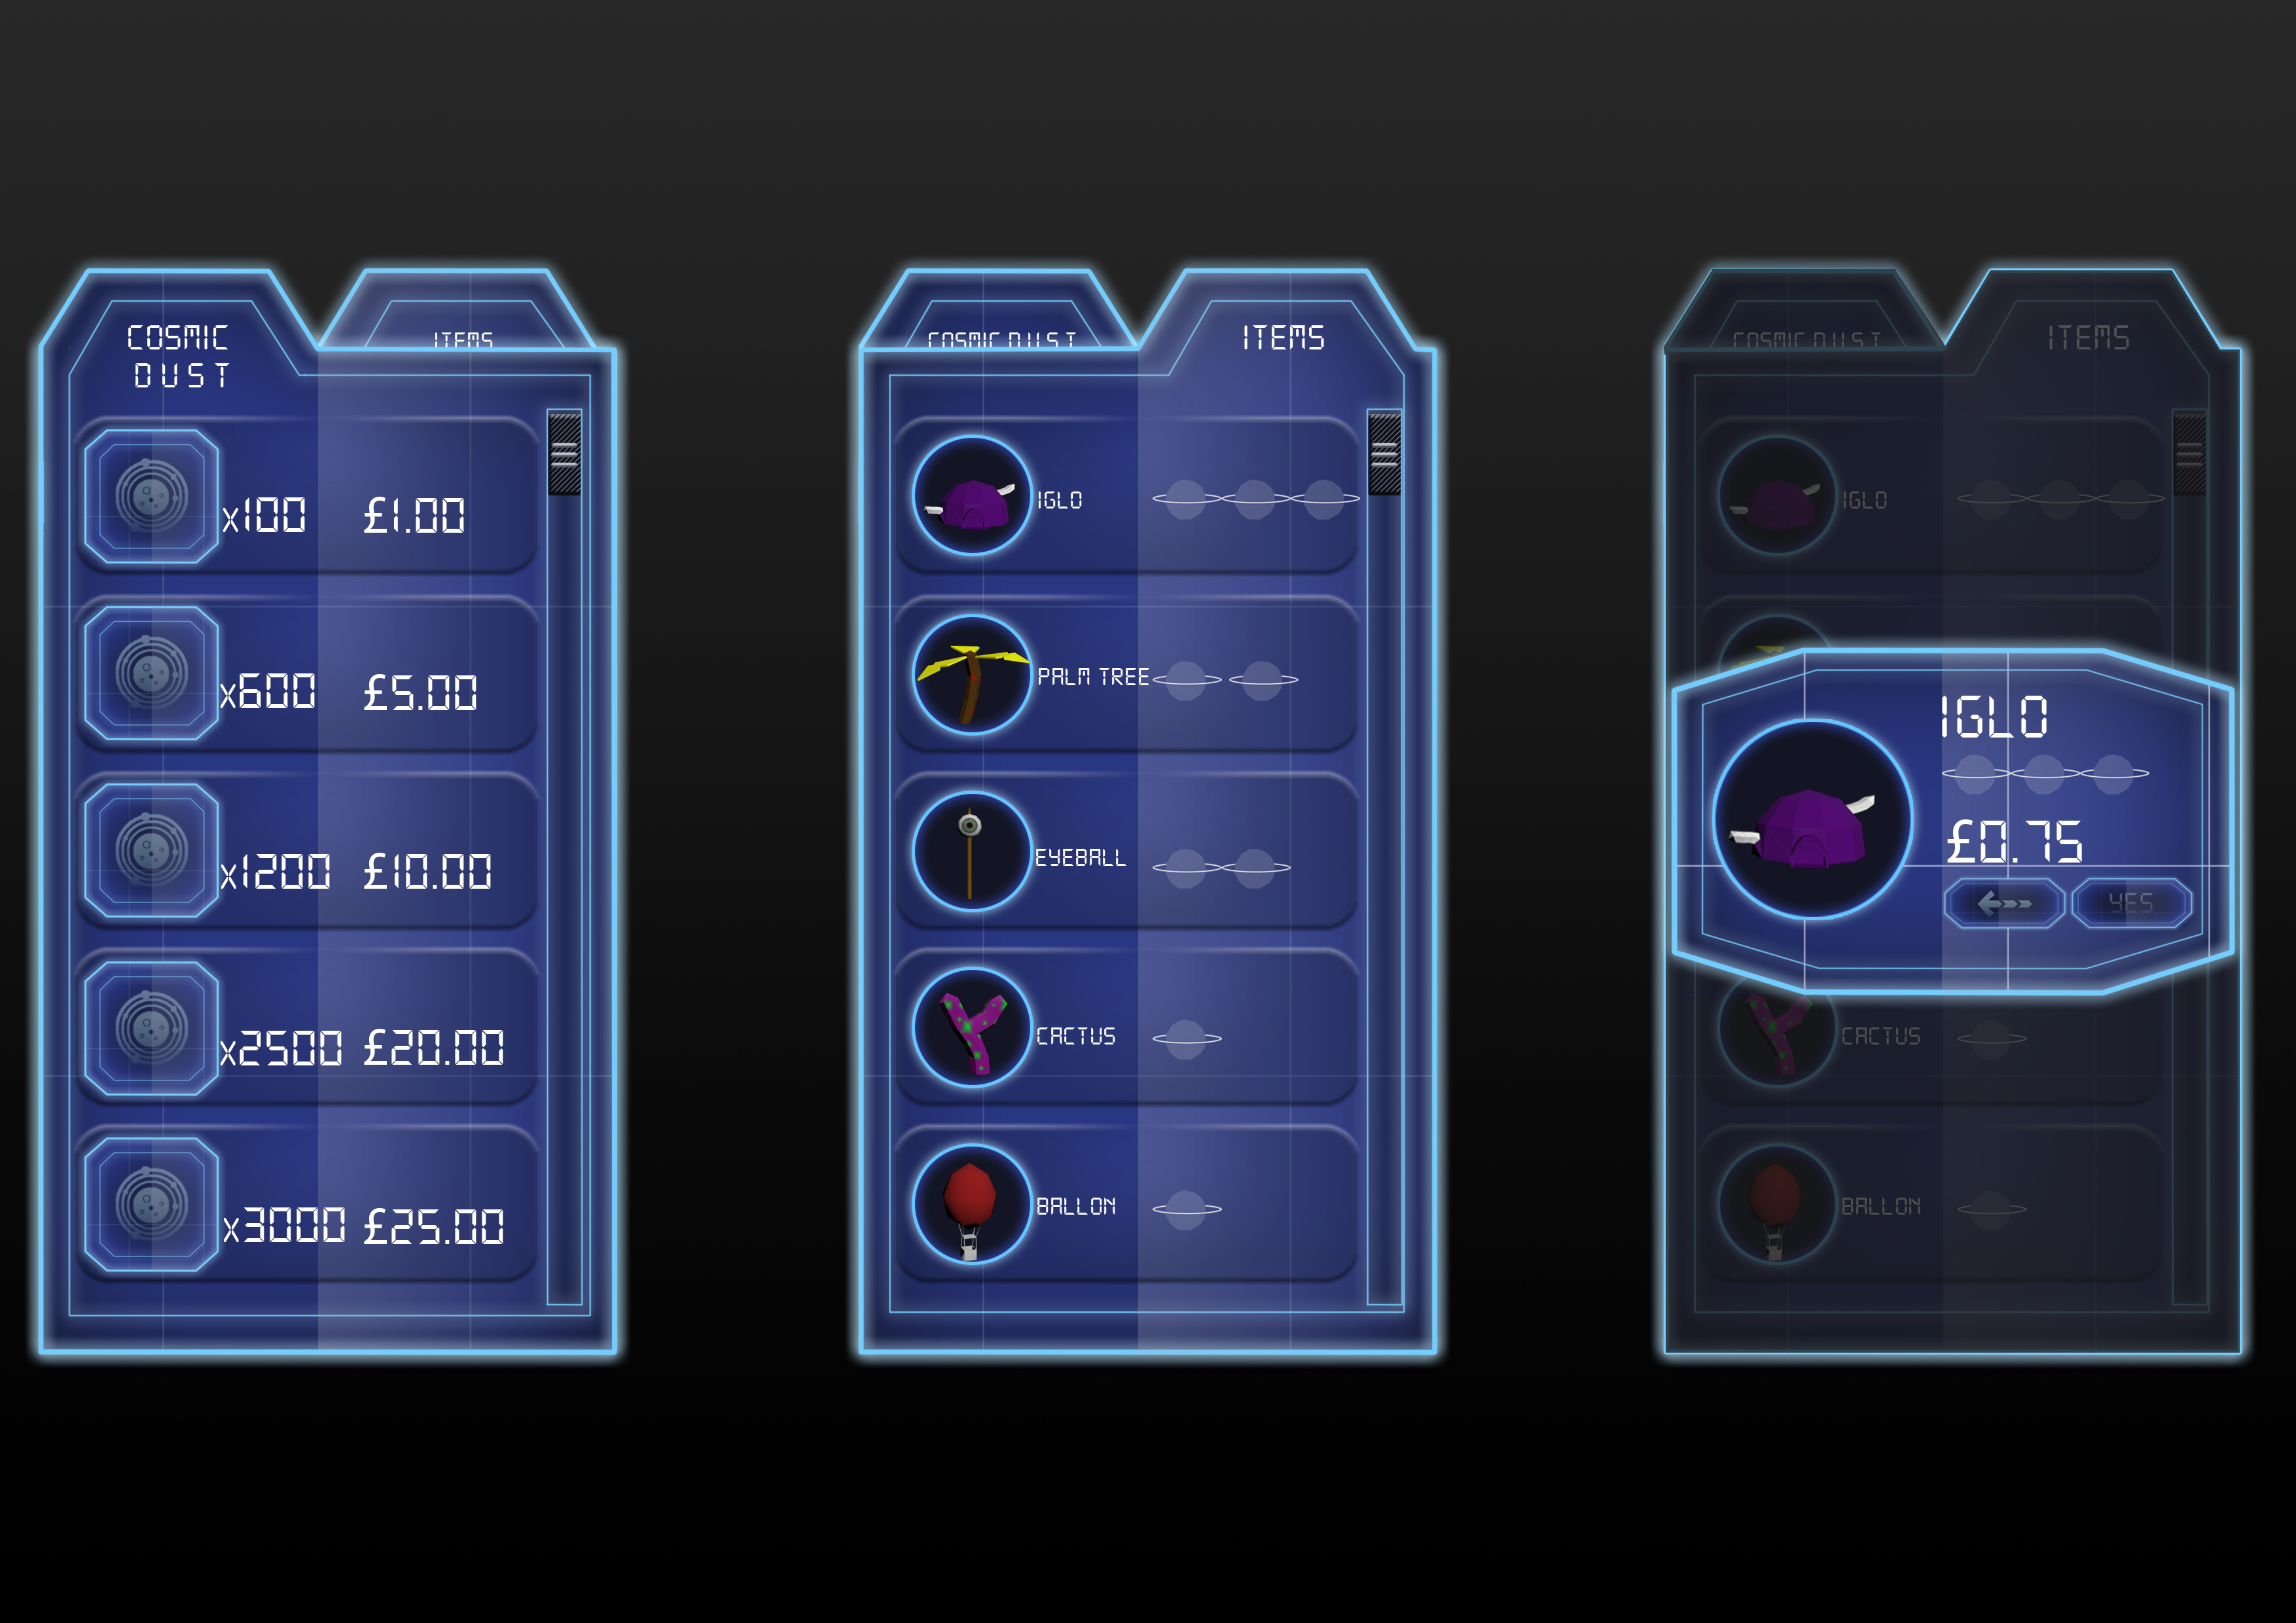 COSMIC
DUST
ITEMS
x100 £1.00
x600 £5.00
x1200 £10.00
x2500 £20.00
x3000 £25.00
COSMIC DUST
ITEMS
IGLO
PALM TREE
EYEBALL
CACTUS
BALLON
COSMIC DUST
ITEMS
IGLO
IGLO
£0.75
YES
CACTUS
BALLON